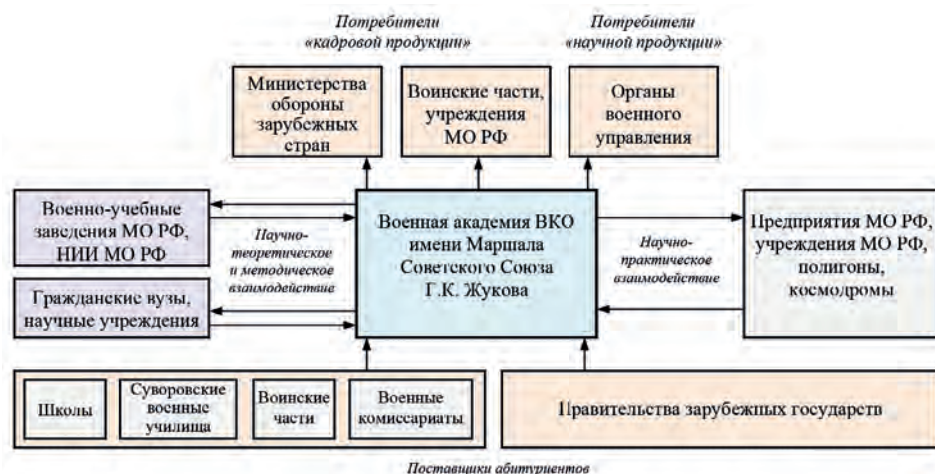 Потребители
«кадровой продукции»
Потребители
«научной продукции»
Министерства
обороны
зарубежных
стран
Воинские части,
учреждения
МО РФ
Органы
военного
управления
Военно-учебные
заведения МО РФ,
НИИ МО РФ
Гражданские вузы,
научные учреждения
Научно-
теоретическое
и методическое
взаимодействие
Военная академия ВКО
имени Маршала
Советского Союза
Г.К. Жукова
Научно-
практическое
взаимодействие
Предприятия МО РФ,
учреждения МО РФ,
полигоны,
космодромы
Школы
Суворовские
военные
училища
Воинские
части
Военные
комиссариаты
Правительства зарубежных государств
Поставщики абитуриентов